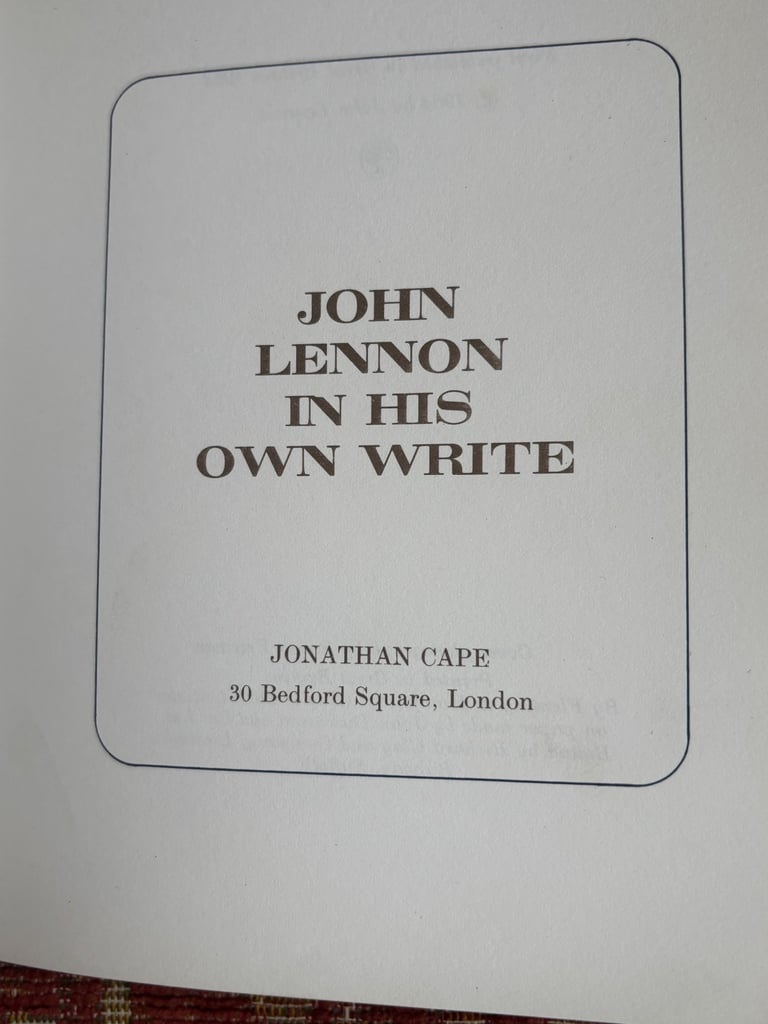 JOHN
LENNON
IN HIS
OWN WRITE
JONATHAN CAPE
30 Bedford Square, London